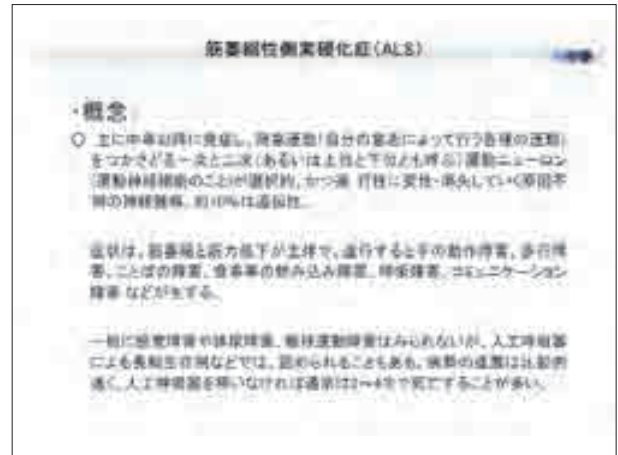 筋萎縮性側索硬化症(ALS)
・概念
○ 主に中年以降に発症し、随意運動(自分の意志によって行う各種の運動)
をつかさどる一次と二次(あるいは上位と下位とも呼ぶ)運動ニューロン
(運動神経細胞のこと)が選択的、かつ進行性に変性・消失していく原因不
明の神経難病。約10%は遺伝性。
症状は、筋萎縮と筋力低下が主体で、進行すると手の動作障害、歩行障
害、ことばの障害、食事等の飲み込み障害、呼吸障害、コミュニケーション
障害 などが生ずる。
一般に感覚障害や排尿障害、眼球運動障害はみられないが、人工呼吸器
による長期生存例などでは、認められることもある。病勢の進展は比較的
速く、人工呼吸器を用いなければ通常は2〜4年で死亡することが多い。